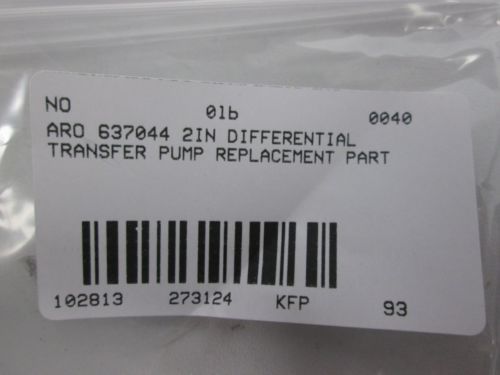 NO 01b 0040
ARO 637044 2IN DIFFERENTIAL
TRANSFER PUMP REPLACEMENT PART
102813 273124 KFP 93